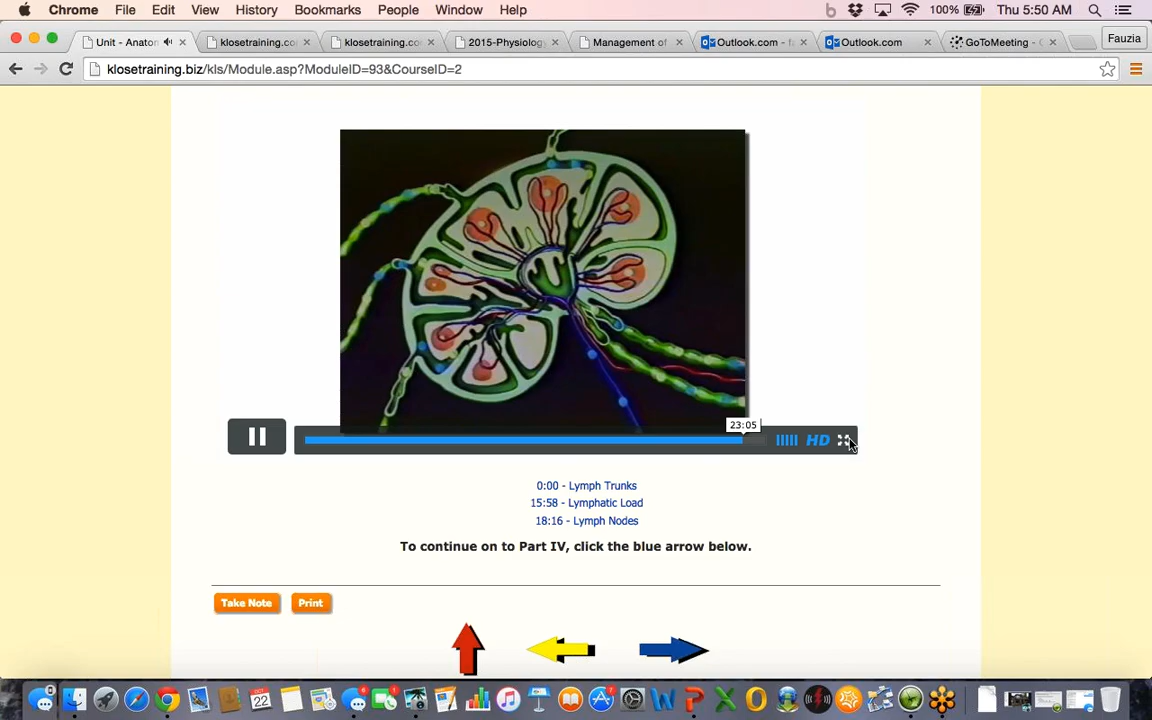 Chrome File Edit View History Bookmarks People Window Help 100% Thu 5:50 AM
Unit - Anaton klosetraining.co klosetraining.co 2015-Physiology Management of Outlook.com - fa Outlook.com GoToMeeting - Fauzia
klosetraining.biz/kls/Module.asp?ModuleID=93&CourseID=2
23:05
HD
0:00 - Lymph Trunks
15:58 - Lymphatic Load
18:16 - Lymph Nodes
To continue on to Part IV, click the blue arrow below.
Take Note Print